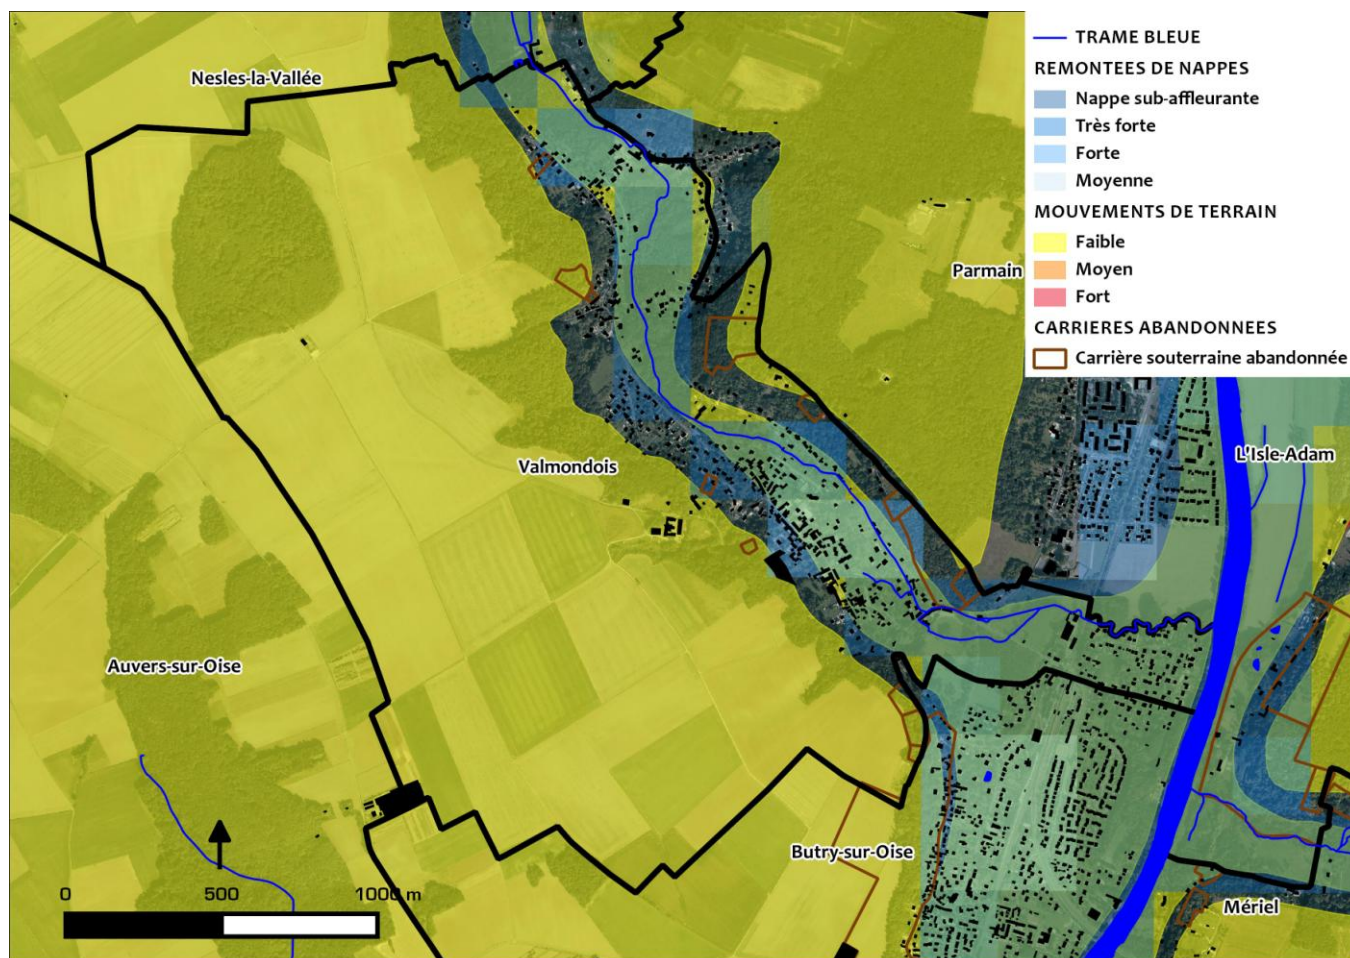 TRAME BLEUE
REMONTEES DE NAPPES
Nappe sub-affleurante
Très forte
Forte
Moyenne
MOUVEMENTS DE TERRAIN
Faible
Moyen
Fort
CARRIERES ABANDONNEES
Carrière souterraine abandonnée
Nesles-la-Vallée
Parmain
L'Isle-Adam
Valmondois
Auvers-sur-Oise
Butry-sur-Oise
Mériel
0 500 1000 m